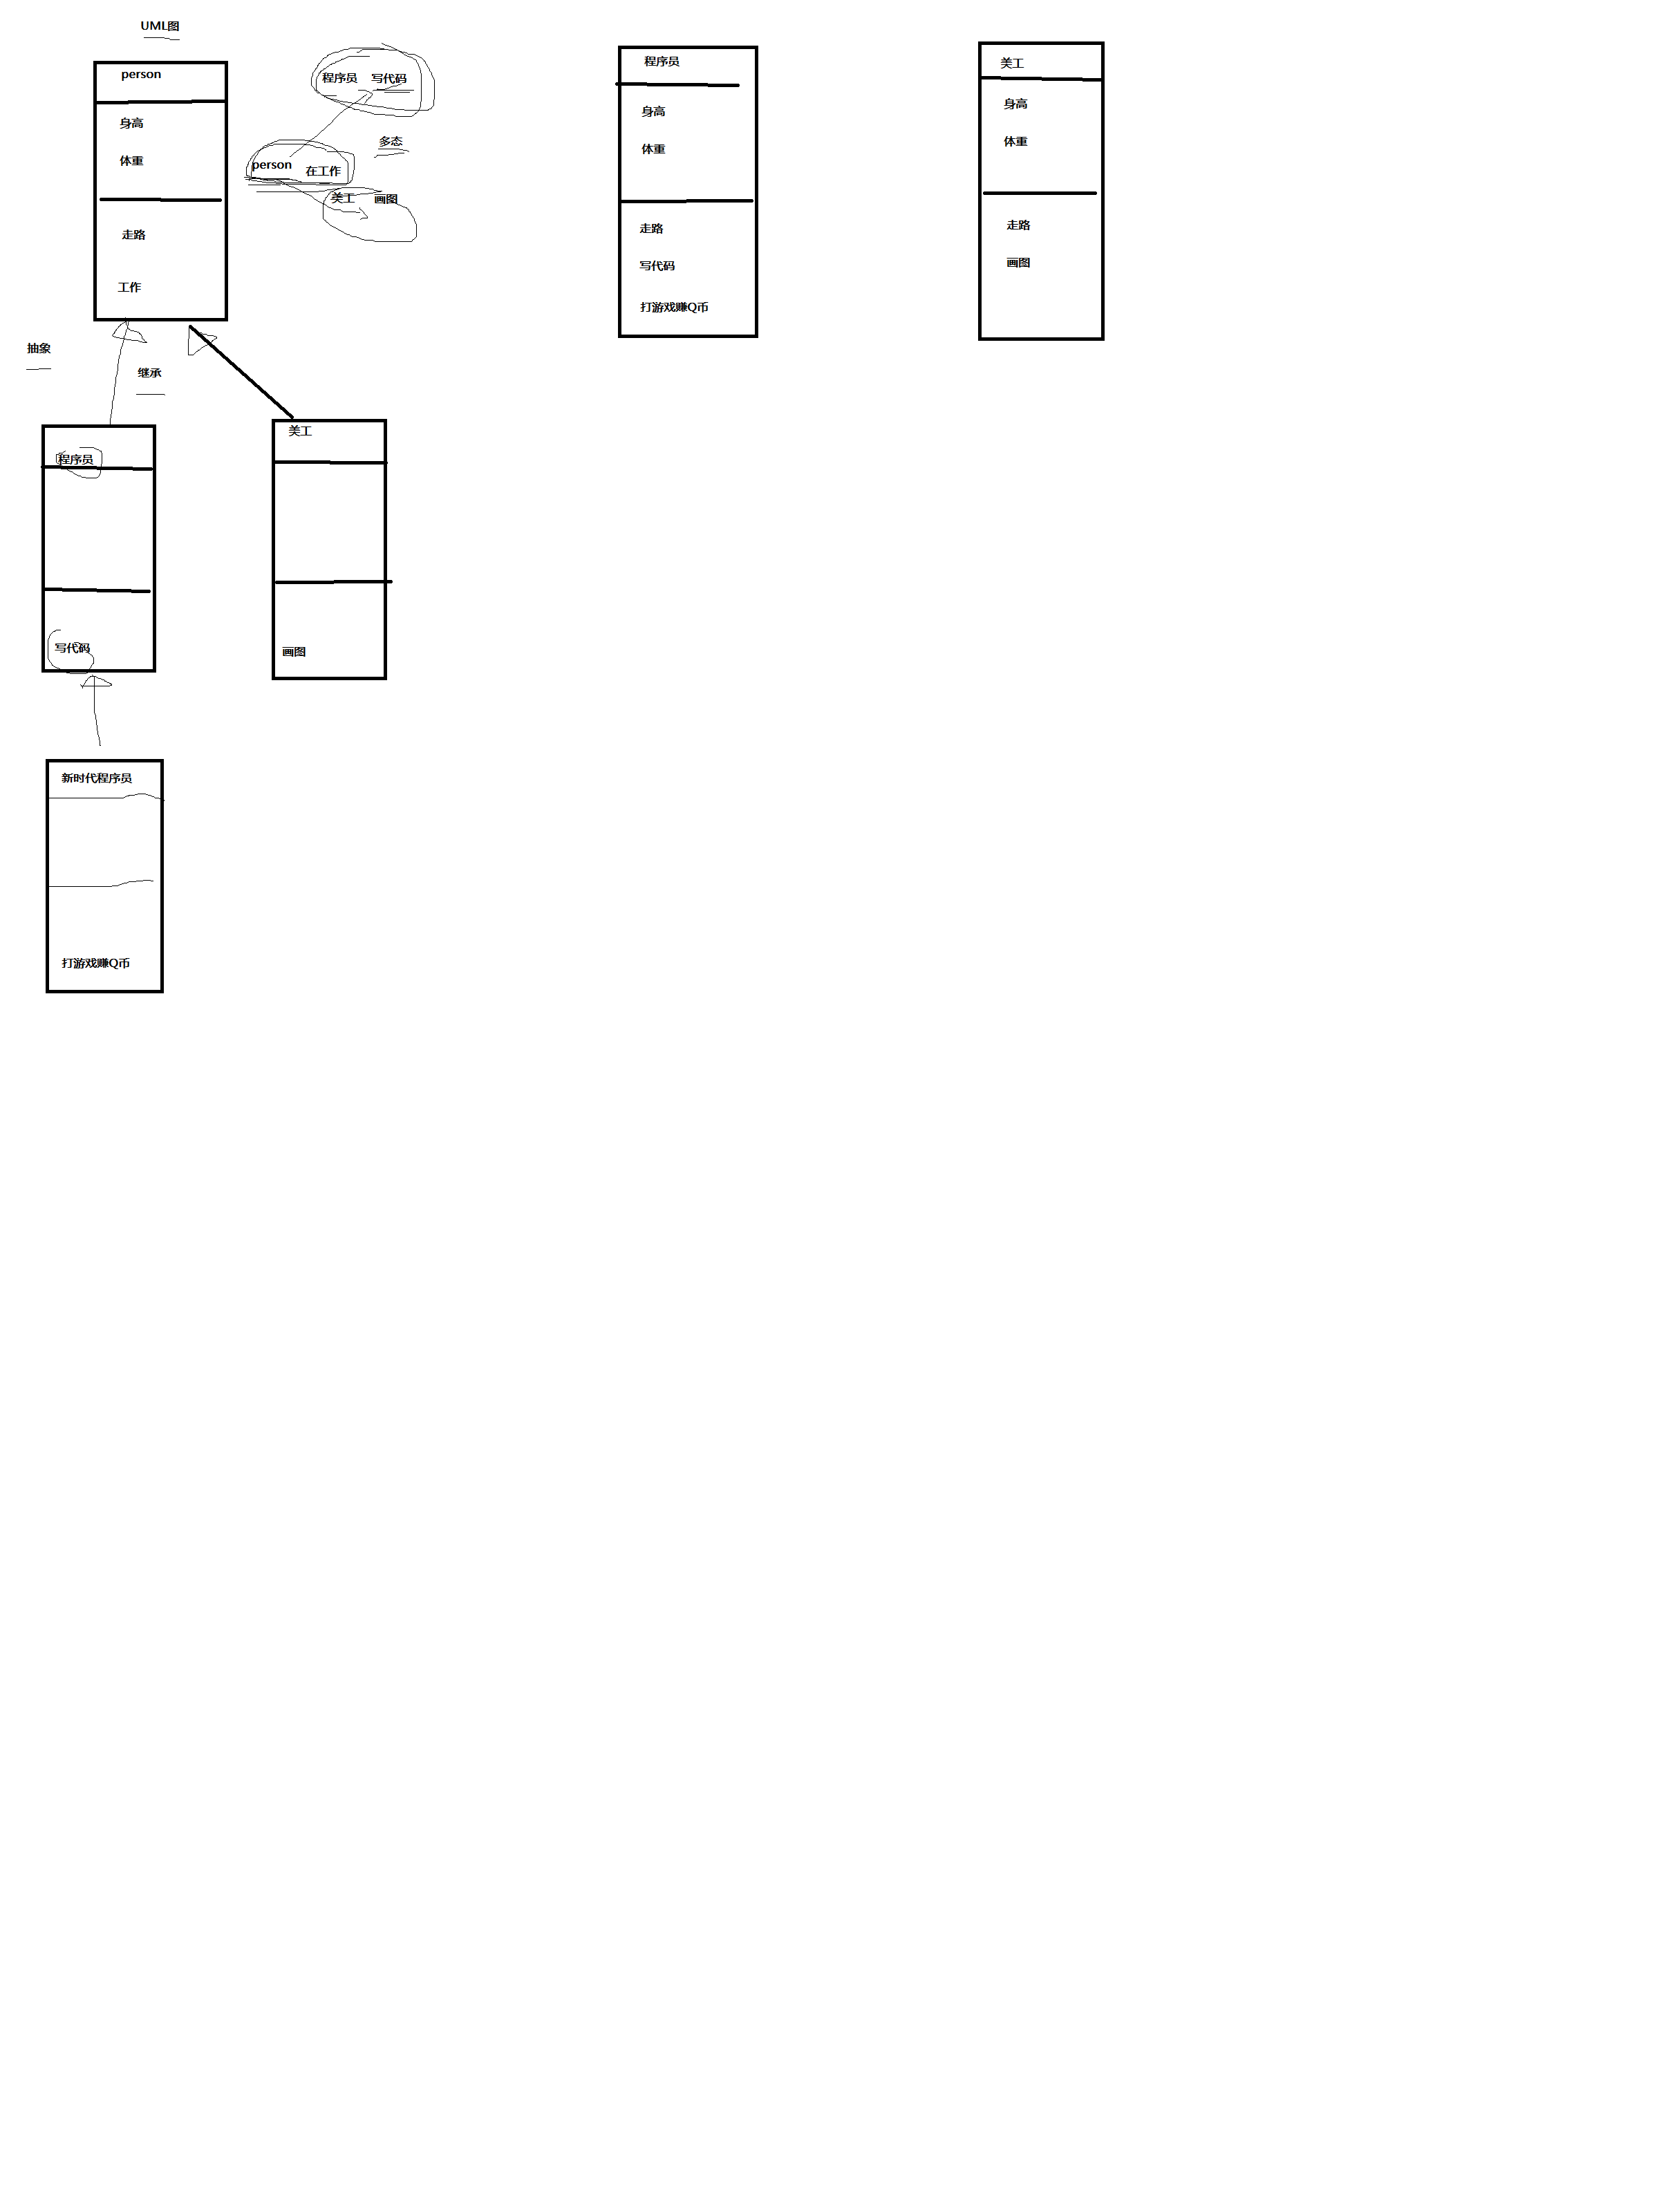 UML图
person
身高
体重
走路
工作
程序员 写代码
多态
person 在工作
美工 画图
程序员
身高
体重
走路
写代码
打游戏赚Q币
美工
身高
体重
走路
画图
抽象
继承
程序员
写代码
美工
画图
新时代程序员
打游戏赚Q币